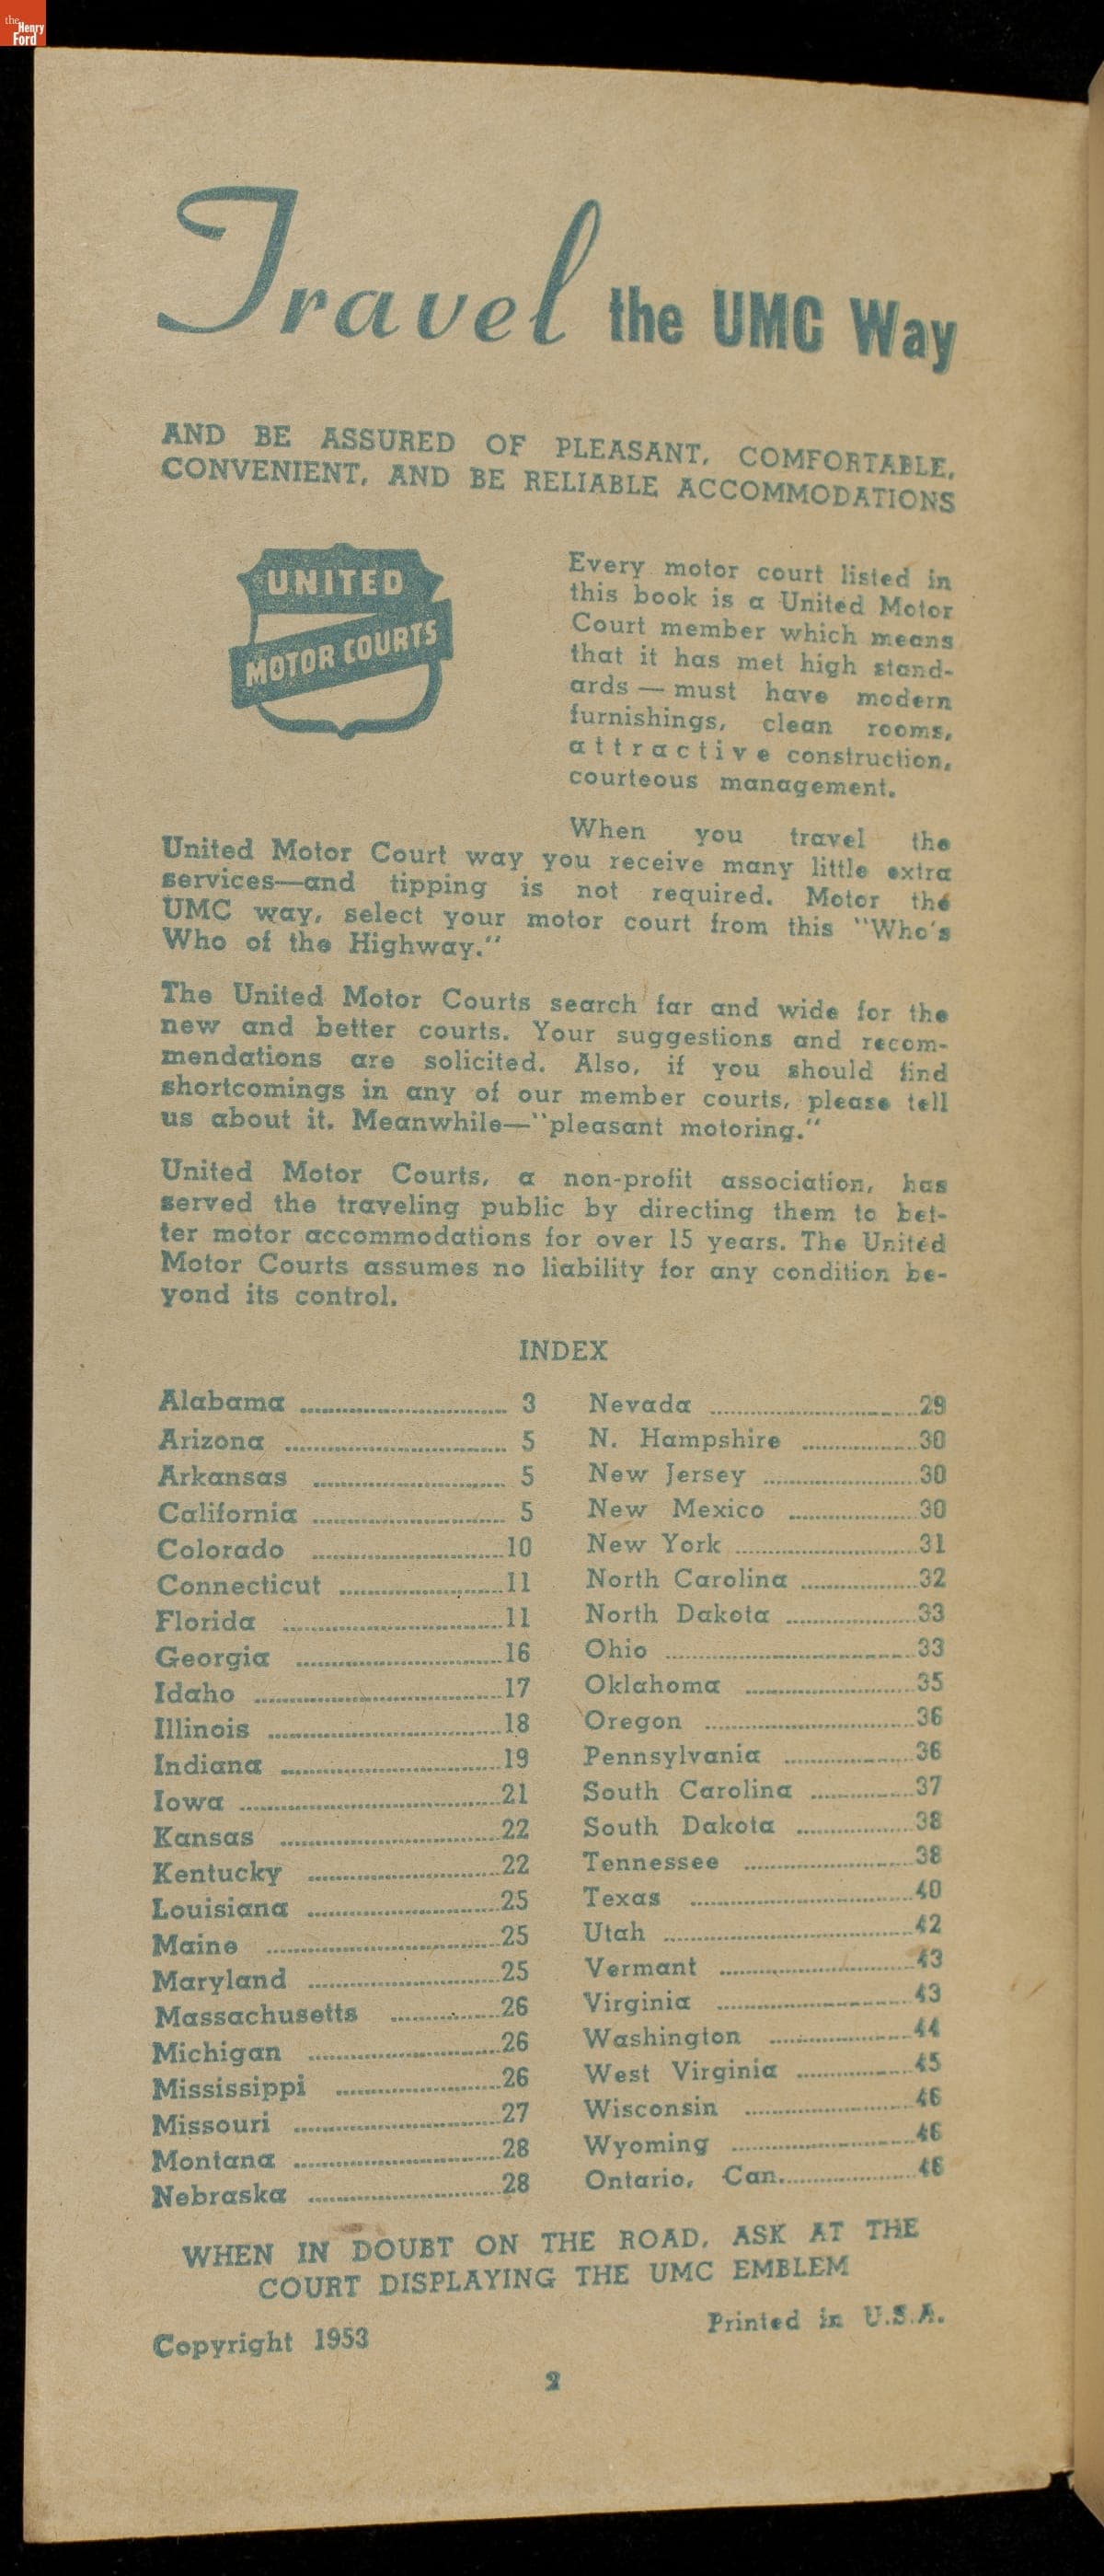 the
Henry
Ford
Travel the UMC Way
AND BE ASSURED OF PLEASANT, COMFORTABLE,
CONVENIENT, AND BE RELIABLE ACCOMMODATIONS
UNITED
MOTOR COURTS
Every motor court listed in
this book is a United Motor
Court member which means
that it has met high stand-
ards — must have modern
furnishings, clean rooms,
attractive construction,
courteous management.
When you travel the
United Motor Court way you receive many little extra
services—and tipping is not required. Motor the
UMC way, select your motor court from this "Who's
Who of the Highway."
The United Motor Courts search far and wide for the
new and better courts. Your suggestions and recom-
mendations are solicited. Also, if you should find
shortcomings in any of our member courts, please tell
us about it. Meanwhile—"pleasant motoring."
United Motor Courts, a non-profit association, has
served the traveling public by directing them to bet-
ter motor accommodations for over 15 years. The United
Motor Courts assumes no liability for any condition be-
yond its control.
INDEX
Alabama 3
Arizona 5
Arkansas 5
California 5
Colorado 10
Connecticut 11
Florida 11
Georgia 16
Idaho 17
Illinois 18
Indiana 19
Iowa 21
Kansas 22
Kentucky 22
Louisiana 25
Maine 25
Maryland 25
Massachusetts 26
Michigan 26
Mississippi 26
Missouri 27
Montana 28
Nebraska 28
Nevada 29
N. Hampshire 30
New Jersey 30
New Mexico 30
New York 31
North Carolina 32
North Dakota 33
Ohio 33
Oklahoma 35
Oregon 36
Pennsylvania 36
South Carolina 37
South Dakota 38
Tennessee 38
Texas 40
Utah 42
Vermant 43
Virginia 43
Washington 44
West Virginia 45
Wisconsin 46
Wyoming 46
Ontario, Can. 46
WHEN IN DOUBT ON THE ROAD, ASK AT THE
COURT DISPLAYING THE UMC EMBLEM
Printed in U.S.A.
Copyright 1953
2